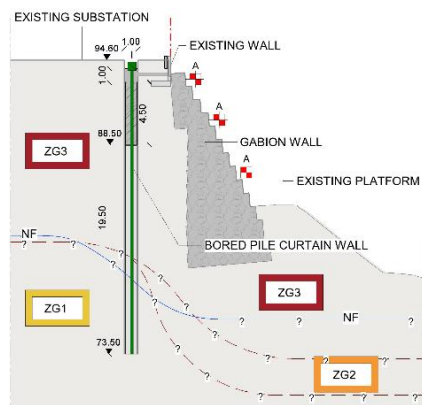 EXISTING SUBSTATION
1.00
94.60
EXISTING WALL
A
1.00
4.50
A
88.50
GABION WALL
ZG3
A
EXISTING PLATFORM
19.50
NF
BORED PILE CURTAIN WALL
? ? ? ? ? ? ? ? ? ? ? ?
ZG3
ZG1
NF
73.50
ZG2
? ? ? ? ? ? ? ?